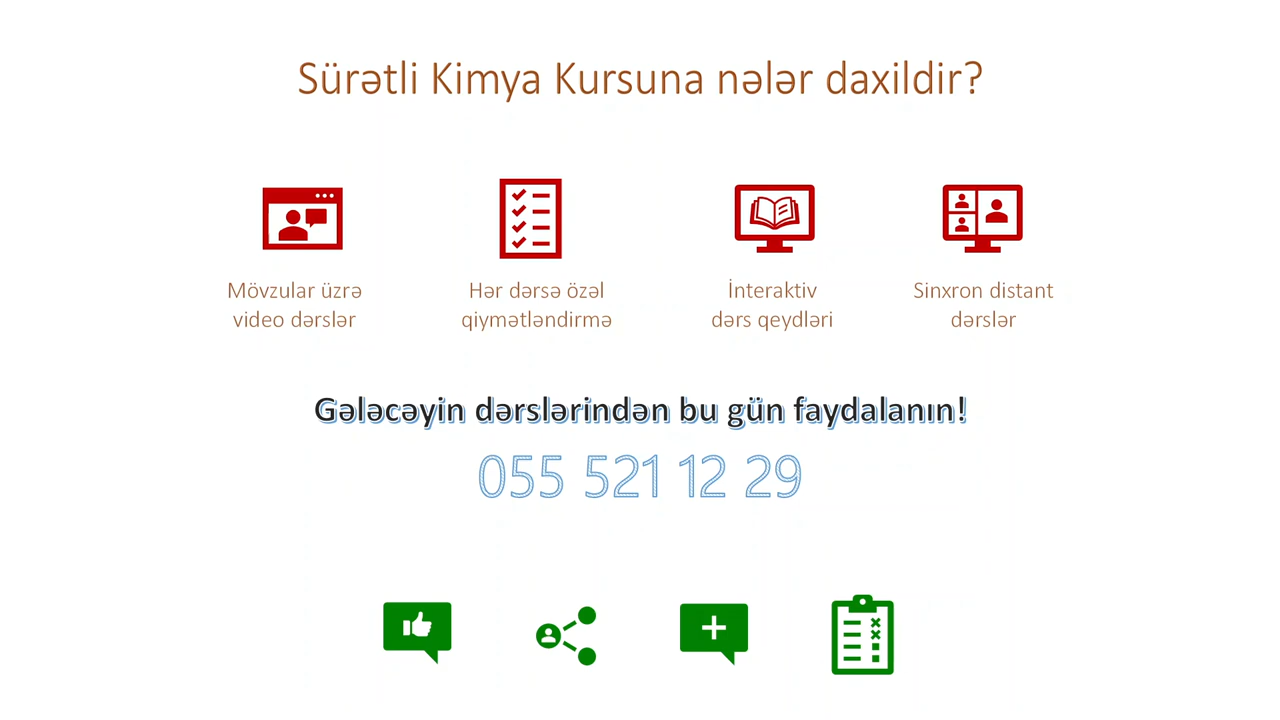 Sürətli Kimya Kursuna nələr daxildir?
Mövzular üzrə
video dərslər
Hər dərsə özəl
qiymətləndirmə
İnteraktiv
dərs qeydləri
Sinxron distant
dərslər
Gələcəyin dərslərindən bu gün faydalanın!
055 521 12 29